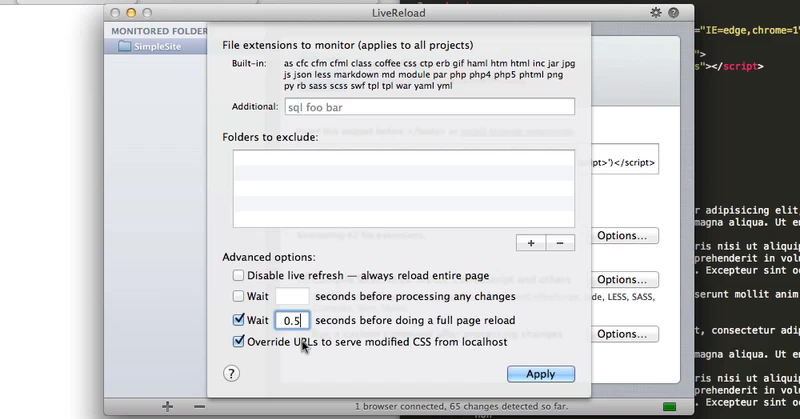 LiveReload
MONITORED FOLDER
SimpleSite
File extensions to monitor (applies to all projects)
Built-in: as cfc cfm cfml class coffee css ctp erb gif haml htm html inc jar jpg
js json less markdown md module par php php4 php5 phtml png
py rb sass scss swf tpl tpl war yaml yml
Additional: sql foo bar
Folders to exclude:
+ −
Advanced options:
Disable live refresh — always reload entire page
Wait seconds before processing any changes
Wait 0.5 seconds before doing a full page reload
Override URLs to serve modified CSS from localhost
? Apply
+ − 1 browser connected, 65 changes detected so far.
ipt>')</script>
Options...
Options...
de, LESS, SASS,
Options...
="IE=edge,chrome=1"
">
s"></script>
r adipisicing elit,
magna aliqua. Ut en
ris nisi ut aliquip
prehenderit in volu
. Excepteur sint oc
serunt mollit anim
t, consectetur adip
magna aliqua. Ut en
ris nisi ut aliquip
prehenderit in volu
. Excepteur sint oc
non